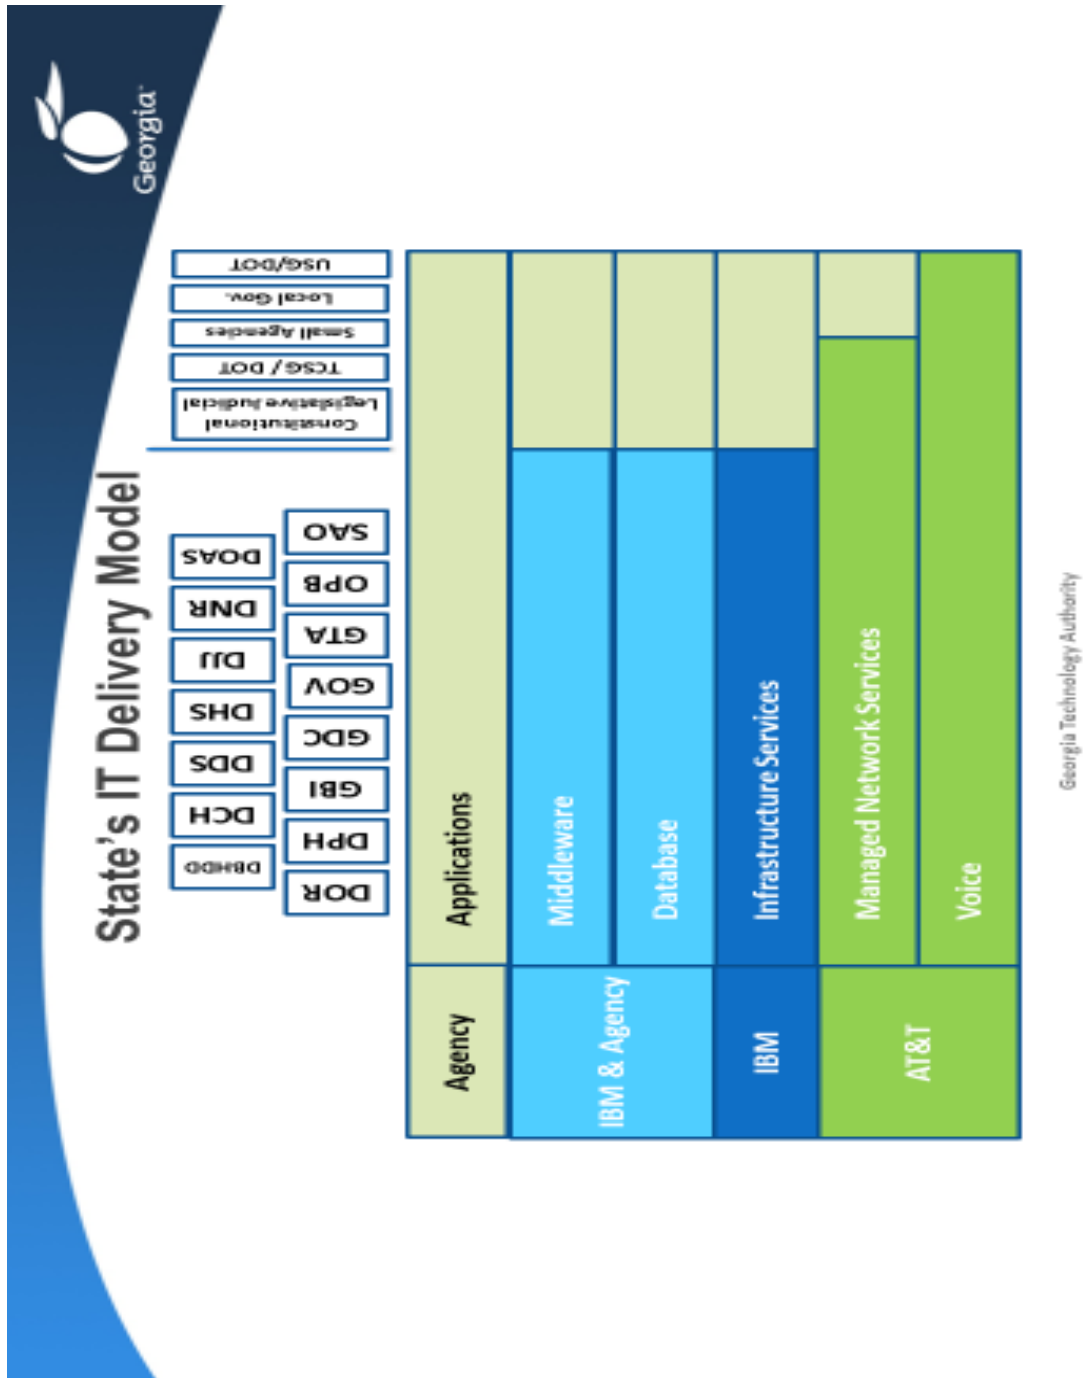 Georgia
State's IT Delivery Model
DBHDD
DCH
DDS
DHS
DJJ
DNR
DOAS
DOR
DPH
GBI
GDC
GOV
GTA
OPB
SAO
Constitutional
Legislative Judicial
TCSG / DOT
Small Agencies
Local Gov.
USG/DOT
Agency
Applications
IBM & Agency
Middleware
Database
IBM
Infrastructure Services
AT&T
Managed Network Services
Voice
Georgia Technology Authority